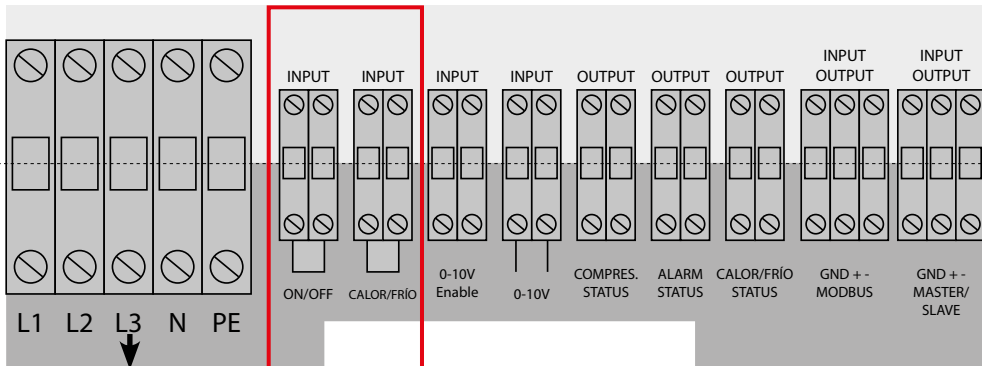 INPUT
OUTPUT
INPUT
OUTPUT
INPUT
INPUT
INPUT
INPUT
OUTPUT
OUTPUT
OUTPUT
ON/OFF
CALOR/FRÍO
0-10V
Enable
0-10V
COMPRES.
STATUS
ALARM
STATUS
CALOR/FRÍO
STATUS
GND + -
MODBUS
GND + -
MASTER/
SLAVE
L1 L2 L3 N PE